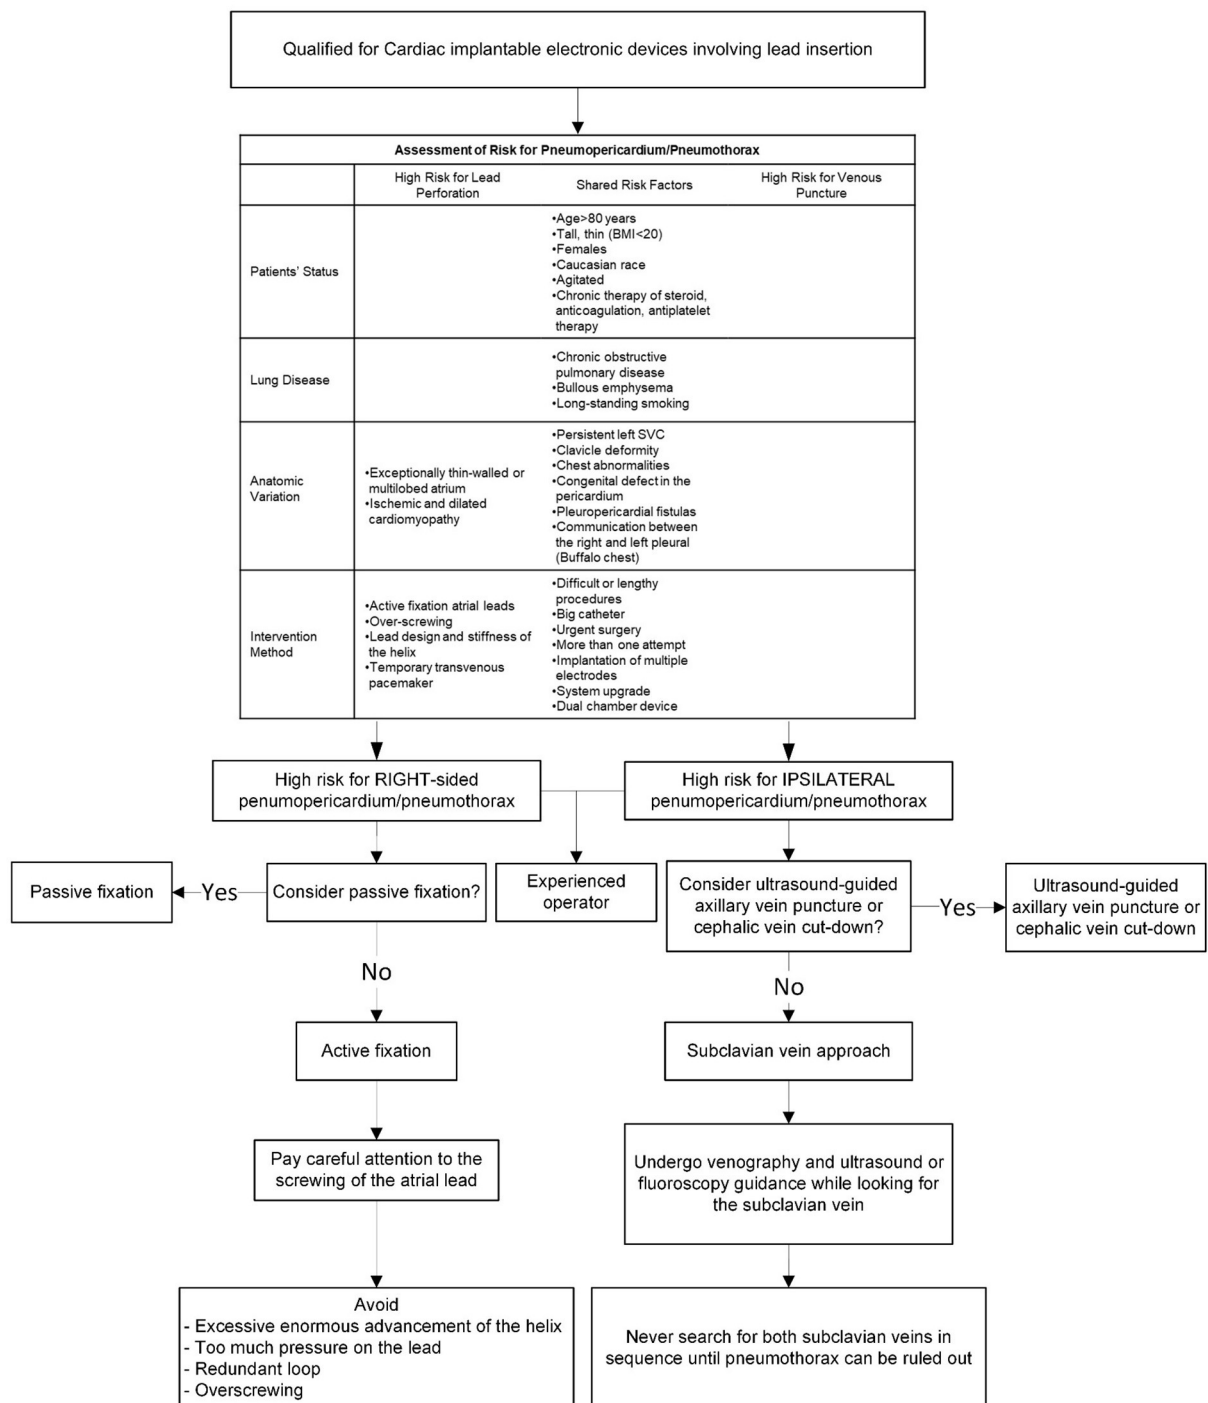 Qualified for Cardiac implantable electronic devices involving lead insertion
Assessment of Risk for Pneumopericardium/Pneumothorax
High Risk for Lead
Perforation
Shared Risk Factors
High Risk for Venous
Puncture
Patients' Status
•Age>80 years
•Tall, thin (BMI<20)
•Females
•Caucasian race
•Agitated
•Chronic therapy of steroid,
anticoagulation, antiplatelet
therapy
Lung Disease
•Chronic obstructive
pulmonary disease
•Bullous emphysema
•Long-standing smoking
Anatomic
Variation
•Exceptionally thin-walled or
multilobed atrium
•Ischemic and dilated
cardiomyopathy
•Persistent left SVC
•Clavicle deformity
•Chest abnormalities
•Congenital defect in the
pericardium
•Pleuropericardial fistulas
•Communication between
the right and left pleural
(Buffalo chest)
Intervention
Method
•Active fixation atrial leads
•Over-screwing
•Lead design and stiffness of
the helix
•Temporary transvenous
pacemaker
•Difficult or lengthy
procedures
•Big catheter
•Urgent surgery
•More than one attempt
•Implantation of multiple
electrodes
•System upgrade
•Dual chamber device
High risk for RIGHT-sided
penumopericardium/pneumothorax
High risk for IPSILATERAL
penumopericardium/pneumothorax
Passive fixation
Yes
Consider passive fixation?
Experienced
operator
Consider ultrasound-guided
axillary vein puncture or
cephalic vein cut-down?
Yes
Ultrasound-guided
axillary vein puncture or
cephalic vein cut-down
No
No
Active fixation
Subclavian vein approach
Pay careful attention to the
screwing of the atrial lead
Undergo venography and ultrasound or
fluoroscopy guidance while looking for
the subclavian vein
Avoid
- Excessive enormous advancement of the helix
- Too much pressure on the lead
- Redundant loop
- Overscrewing
Never search for both subclavian veins in
sequence until pneumothorax can be ruled out